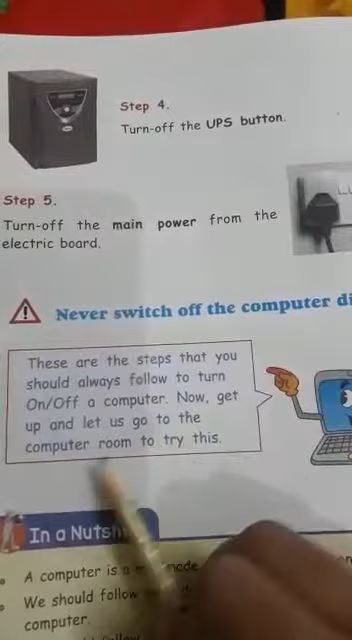 Step 4.
Turn-off the UPS button.
Step 5.
Turn-off the main power from the
electric board.
Never switch off the computer di
These are the steps that you
should always follow to turn
On/Off a computer. Now, get
up and let us go to the
computer room to try this.
In a Nuts
A computer is a
We should follow
computer.